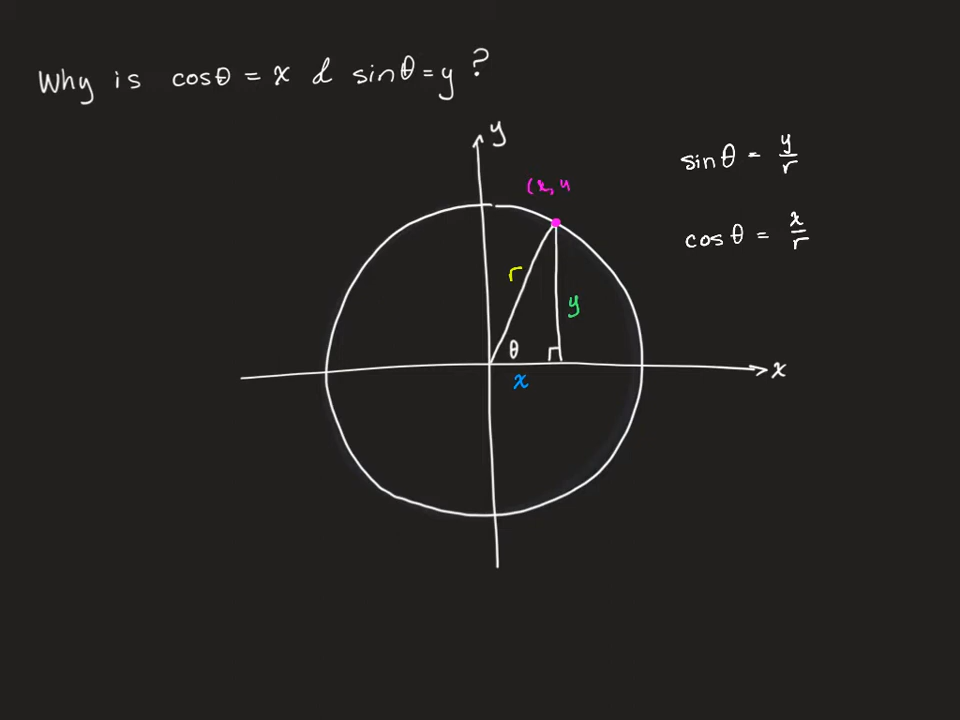 Why is cosθ = x & sinθ = y ?
y
(x, y
sinθ = y/r
cosθ = x/r
r
y
θ
x
x